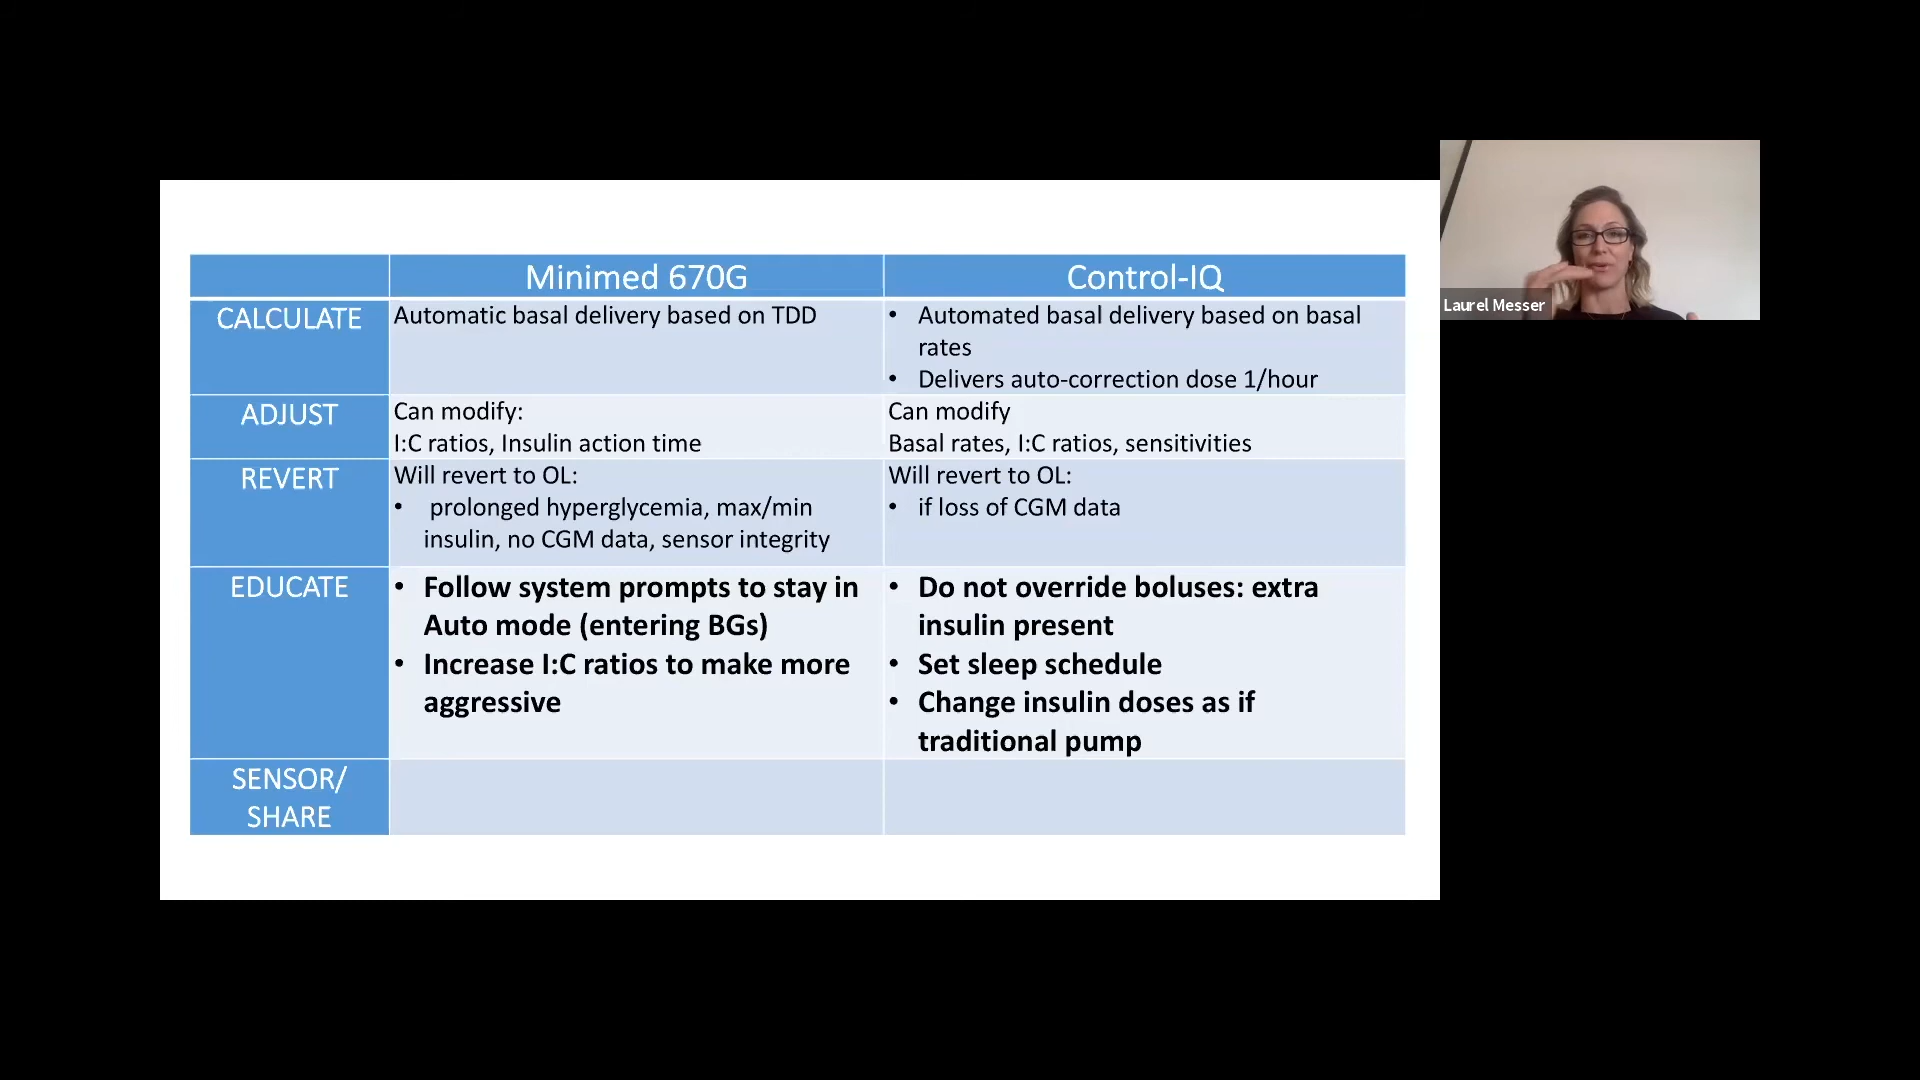 Minimed 670G
Control-IQ
CALCULATE
Automatic basal delivery based on TDD
• Automated basal delivery based on basal
rates
• Delivers auto-correction dose 1/hour
ADJUST
Can modify:
I:C ratios, Insulin action time
Can modify
Basal rates, I:C ratios, sensitivities
REVERT
Will revert to OL:
• prolonged hyperglycemia, max/min
insulin, no CGM data, sensor integrity
Will revert to OL:
• if loss of CGM data
EDUCATE
• Follow system prompts to stay in
Auto mode (entering BGs)
• Increase I:C ratios to make more
aggressive
• Do not override boluses: extra
insulin present
• Set sleep schedule
• Change insulin doses as if
traditional pump
SENSOR/
SHARE
Laurel Messer